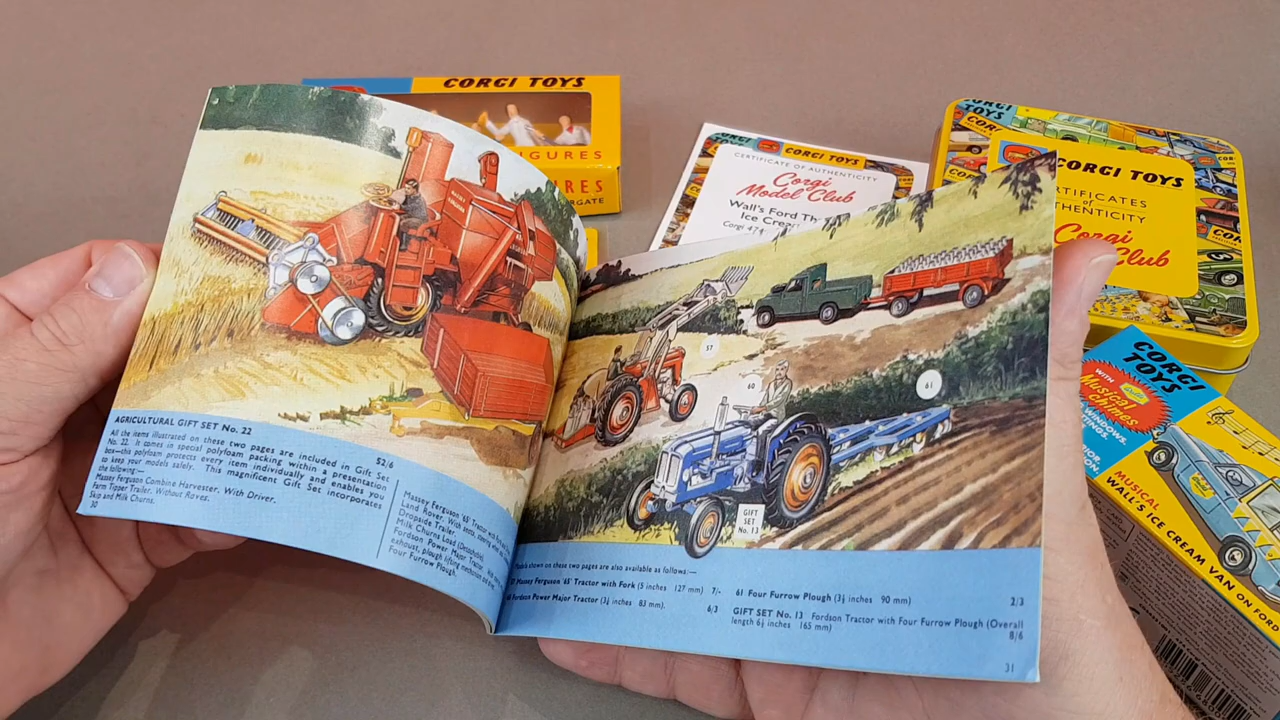 CORGI TOYS
FIGURES
CORGI TOYS
CERTIFICATE OF AUTHENTICITY
Corgi
Model Club
Wall's Ford Th
Ice Crea
Corgi 474
CORGI
TOYS
CORGI TOYS
CERTIFICATES
of
THENTICITY
Corgi
Club
CORGI
TOYS
WITH
Musical
Chimes
WINDOWS.
MUSICAL
WALL'S ICE CREAM VAN ON FORD
AGRICULTURAL GIFT SET No. 22
52/6
All the items illustrated on these two pages are included in Gift Set
No. 22. It comes in special polyfoam packing within a presentation
box—this polyfoam protects every item individually and enables you
to keep your models safely. This magnificent Gift Set incorporates
the following:—
Massey Ferguson Combine Harvester. With Driver.
Farm Tipper Trailer. Without Raves.
Skip and Milk Churns.
30
Massey Ferguson '65' Tractor with
Land Rover. With
Dropside Trailer.
Milk Churns Load (Detachable).
Fordson Power Major Tractor.
exhaust, plough lifting mechanism
Four Furrow Plough.
57
60
61
GIFT
SET
No. 13
shown on these two pages are also available as follows:—
Massey Ferguson '65' Tractor with Fork (5 inches 127 mm) 7/-
Fordson Power Major Tractor (3¼ inches 83 mm). 6/3
61 Four Furrow Plough (3½ inches 90 mm) 2/3
GIFT SET No. 13 Fordson Tractor with Four Furrow Plough (Overall
length 6½ inches 165 mm) 8/6
31